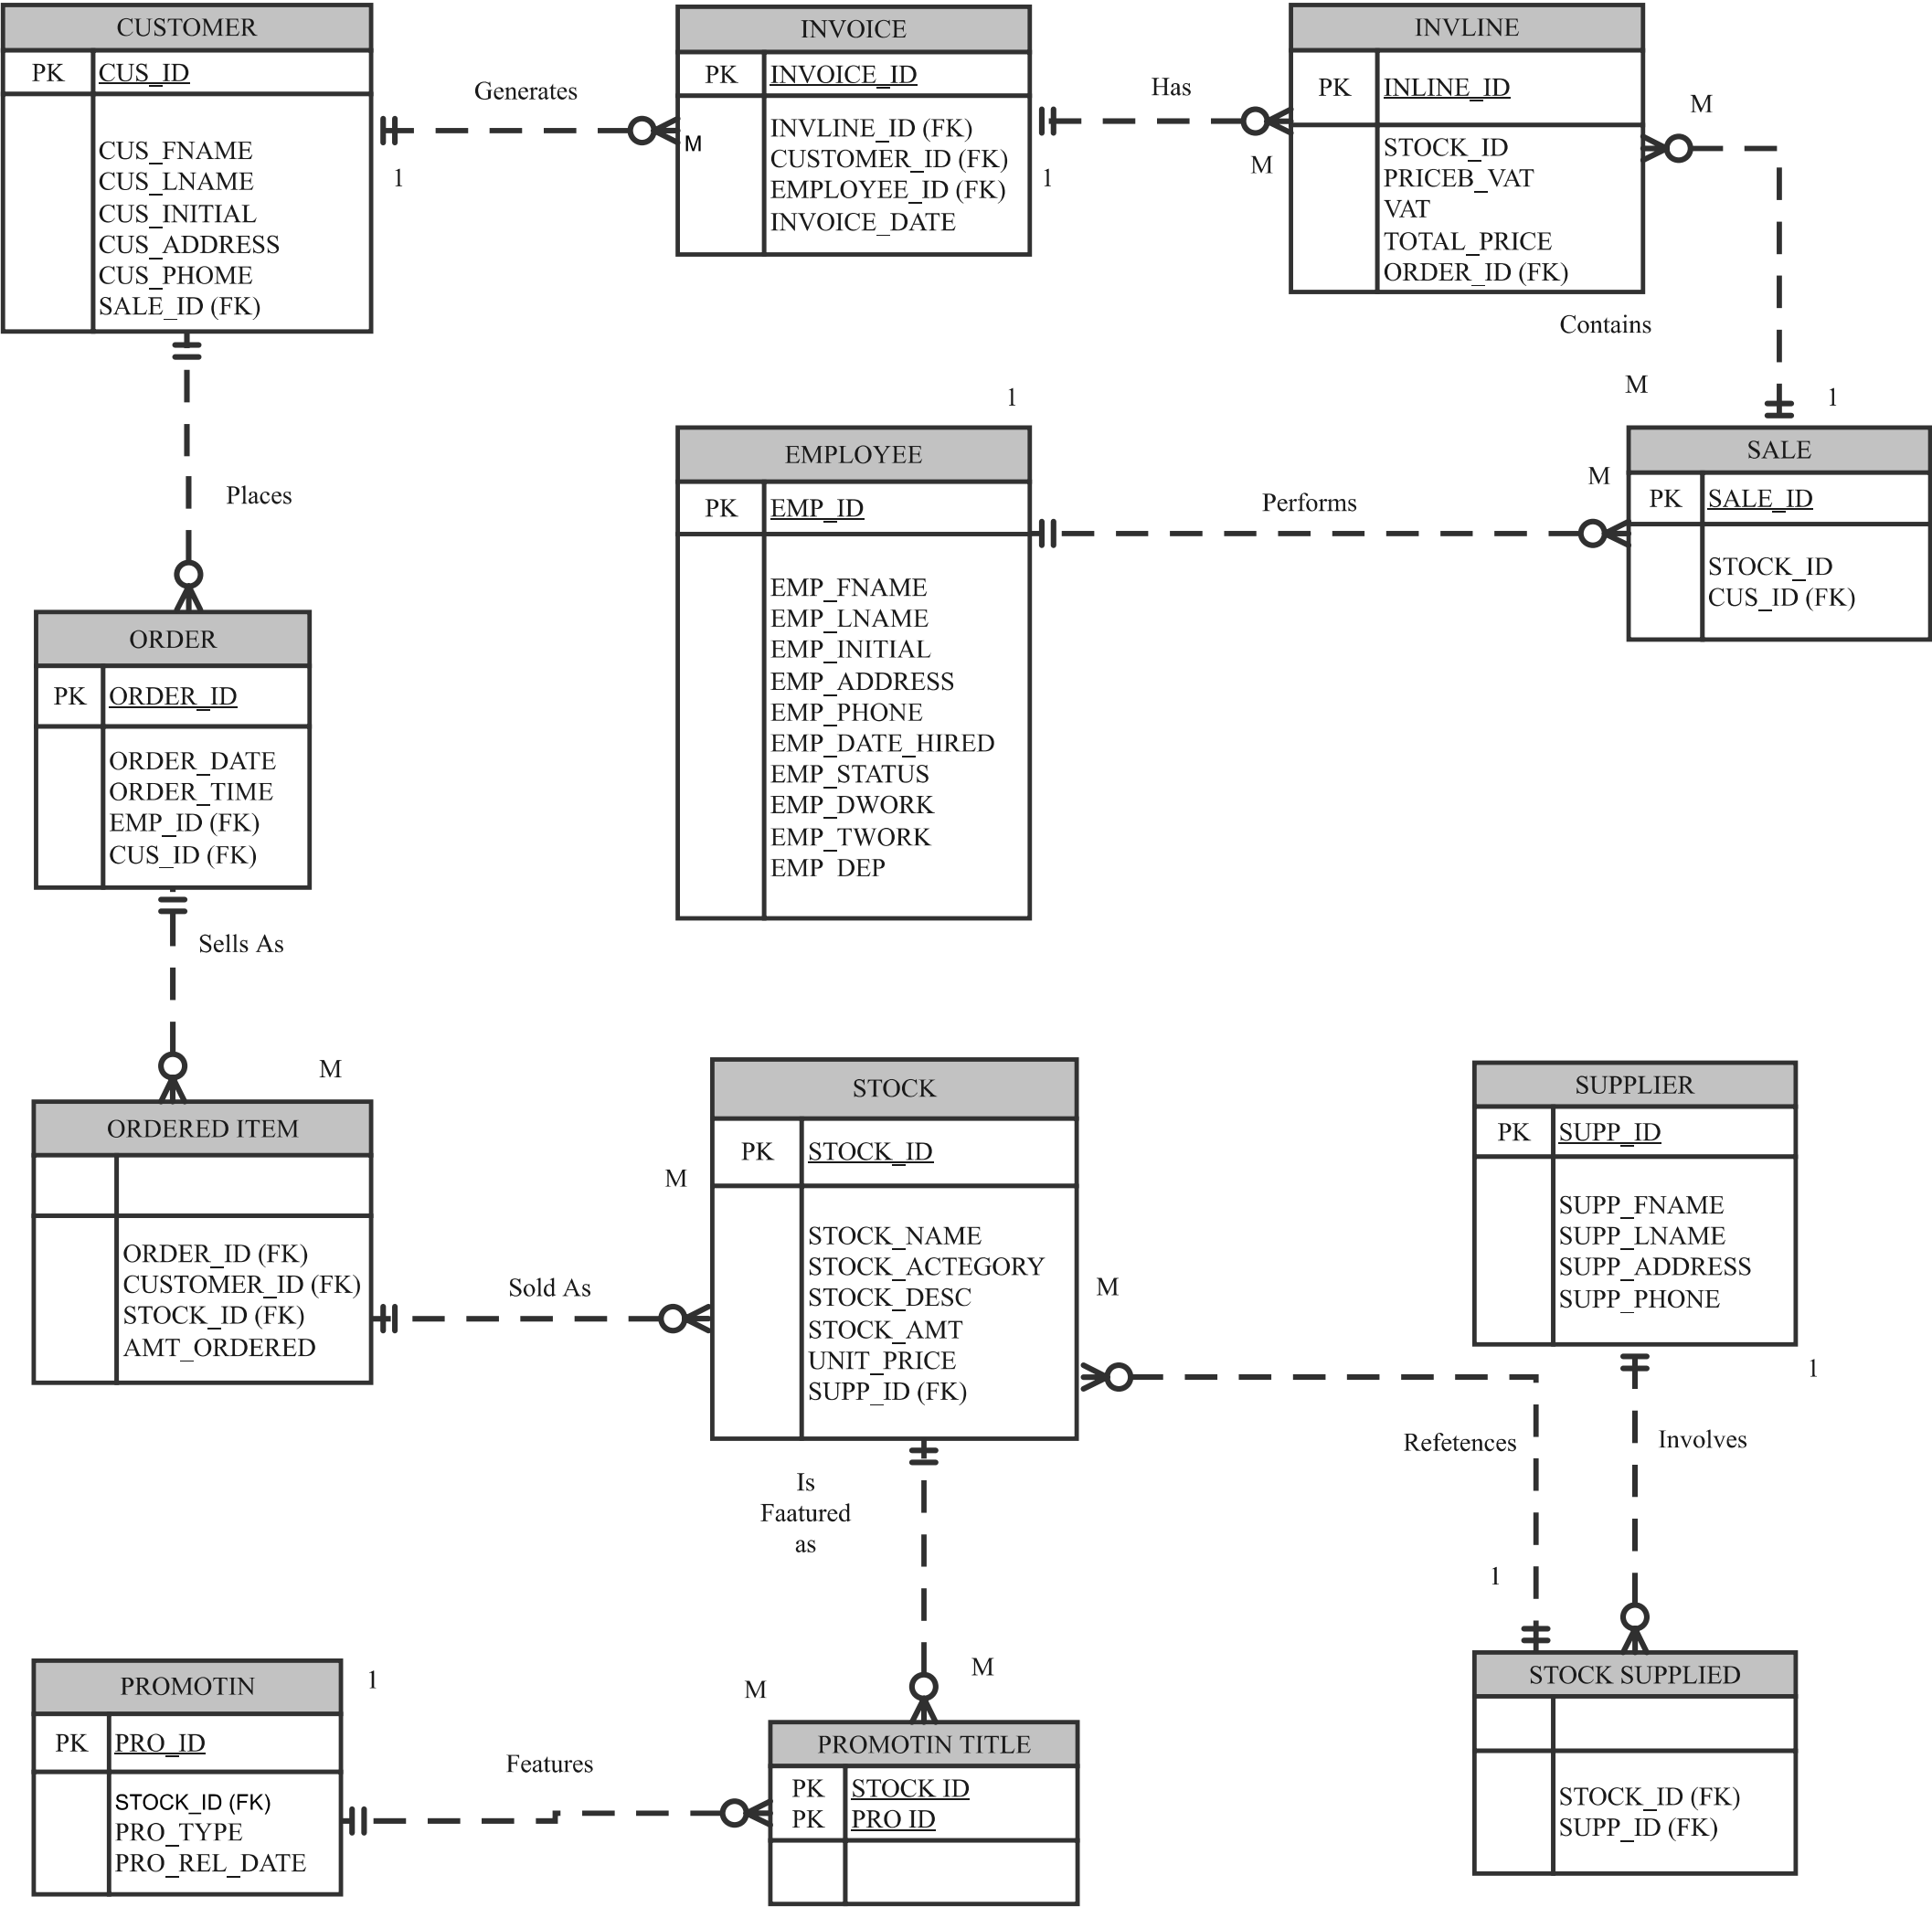 CUSTOMER
PK CUS_ID
CUS_FNAME
CUS_LNAME
CUS_INITIAL
CUS_ADDRESS
CUS_PHOME
SALE_ID (FK)
Generates
1
M
INVOICE
PK INVOICE_ID
INVLINE_ID (FK)
CUSTOMER_ID (FK)
EMPLOYEE_ID (FK)
INVOICE_DATE
Has
1
M
INVLINE
PK INLINE_ID
STOCK_ID
PRICEB_VAT
VAT
TOTAL_PRICE
ORDER_ID (FK)
M
Contains
M
1
Places
1
EMPLOYEE
PK EMP_ID
EMP_FNAME
EMP_LNAME
EMP_INITIAL
EMP_ADDRESS
EMP_PHONE
EMP_DATE_HIRED
EMP_STATUS
EMP_DWORK
EMP_TWORK
EMP_DEP
Performs
M
SALE
PK SALE_ID
STOCK_ID
CUS_ID (FK)
ORDER
PK ORDER_ID
ORDER_DATE
ORDER_TIME
EMP_ID (FK)
CUS_ID (FK)
Sells As
M
ORDERED ITEM
ORDER_ID (FK)
CUSTOMER_ID (FK)
STOCK_ID (FK)
AMT_ORDERED
Sold As
M
STOCK
PK STOCK_ID
STOCK_NAME
STOCK_ACTEGORY
STOCK_DESC
STOCK_AMT
UNIT_PRICE
SUPP_ID (FK)
M
SUPPLIER
PK SUPP_ID
SUPP_FNAME
SUPP_LNAME
SUPP_ADDRESS
SUPP_PHONE
1
Refetences
Involves
1
Is
Faatured
as
M
M
STOCK SUPPLIED
STOCK_ID (FK)
SUPP_ID (FK)
PROMOTIN
PK PRO_ID
STOCK_ID (FK)
PRO_TYPE
PRO_REL_DATE
1
Features
PROMOTIN TITLE
PK STOCK ID
PK PRO ID